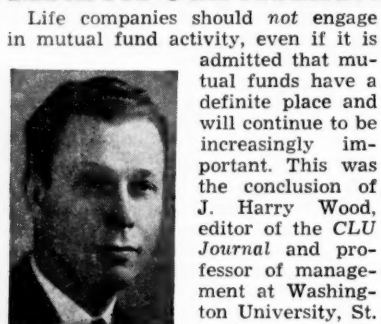 Life companies should not engage
in mutual fund activity, even if it is
admitted that mu-
tual funds have a
definite place and
will continue to be
increasingly im-
portant. This was
the conclusion of
J. Harry Wood,
editor of the CLU
Journal and pro-
fessor of manage-
ment at Washing-
ton University, St.